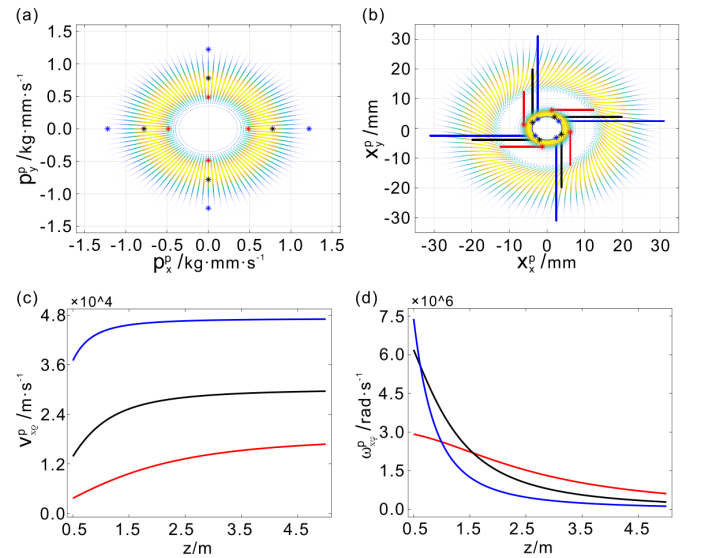 (a)
1.5
1.0
0.5
0.0
-0.5
-1.0
-1.5
-1.5 -1.0 -0.5 0.0 0.5 1.0 1.5
p_y^p /kg·mm·s^-1
p_x^p /kg·mm·s^-1
(b)
30
20
10
0
-10
-20
-30
-30 -20 -10 0 10 20 30
x_y^p /mm
x_x^p /mm
(c)
×10^4
4.8
3.6
2.4
1.2
0.0
0.5 1.5 2.5 3.5 4.5
v_xρ^p /m·s^-1
z/m
(d)
×10^6
7.5
6.0
4.5
3.0
1.5
0.0
0.5 1.5 2.5 3.5 4.5
ω_xφ^p /rad·s^-1
z/m